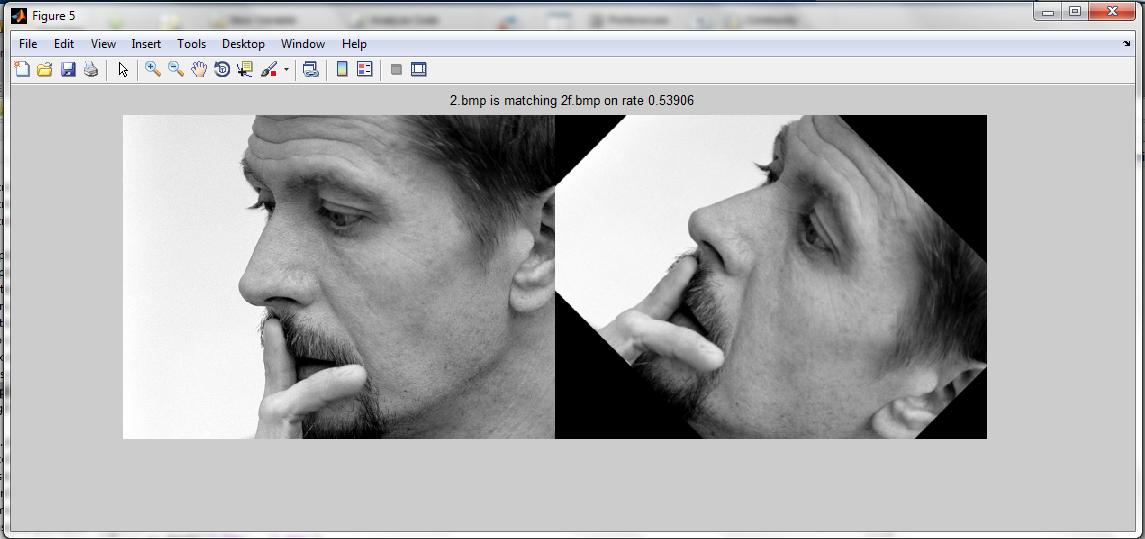 Figure 5
File Edit View Insert Tools Desktop Window Help
2.bmp is matching 2f.bmp on rate 0.53906